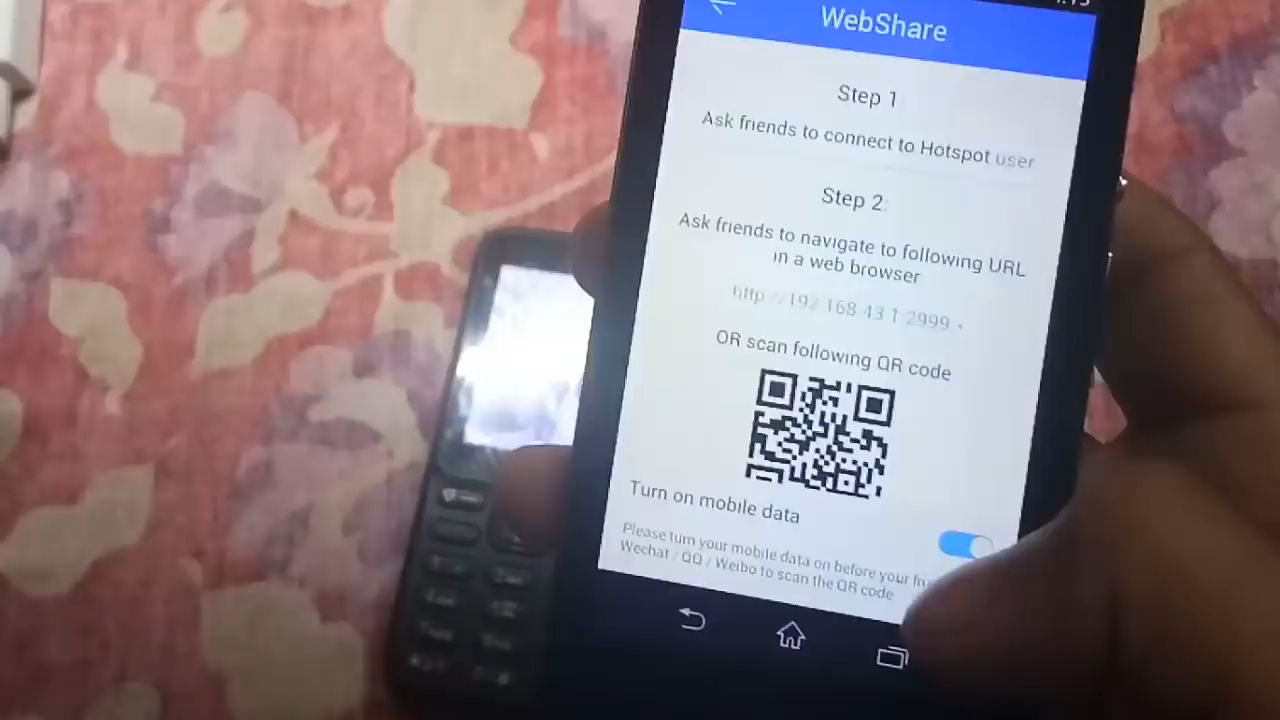 WebShare
Step 1
Ask friends to connect to Hotspot user
Step 2:
Ask friends to navigate to following URL
in a web browser
http://192.168.43.1:2999
OR scan following QR code
Turn on mobile data
Please turn your mobile data on before your
Wechat / QQ / Weibo to scan the QR code